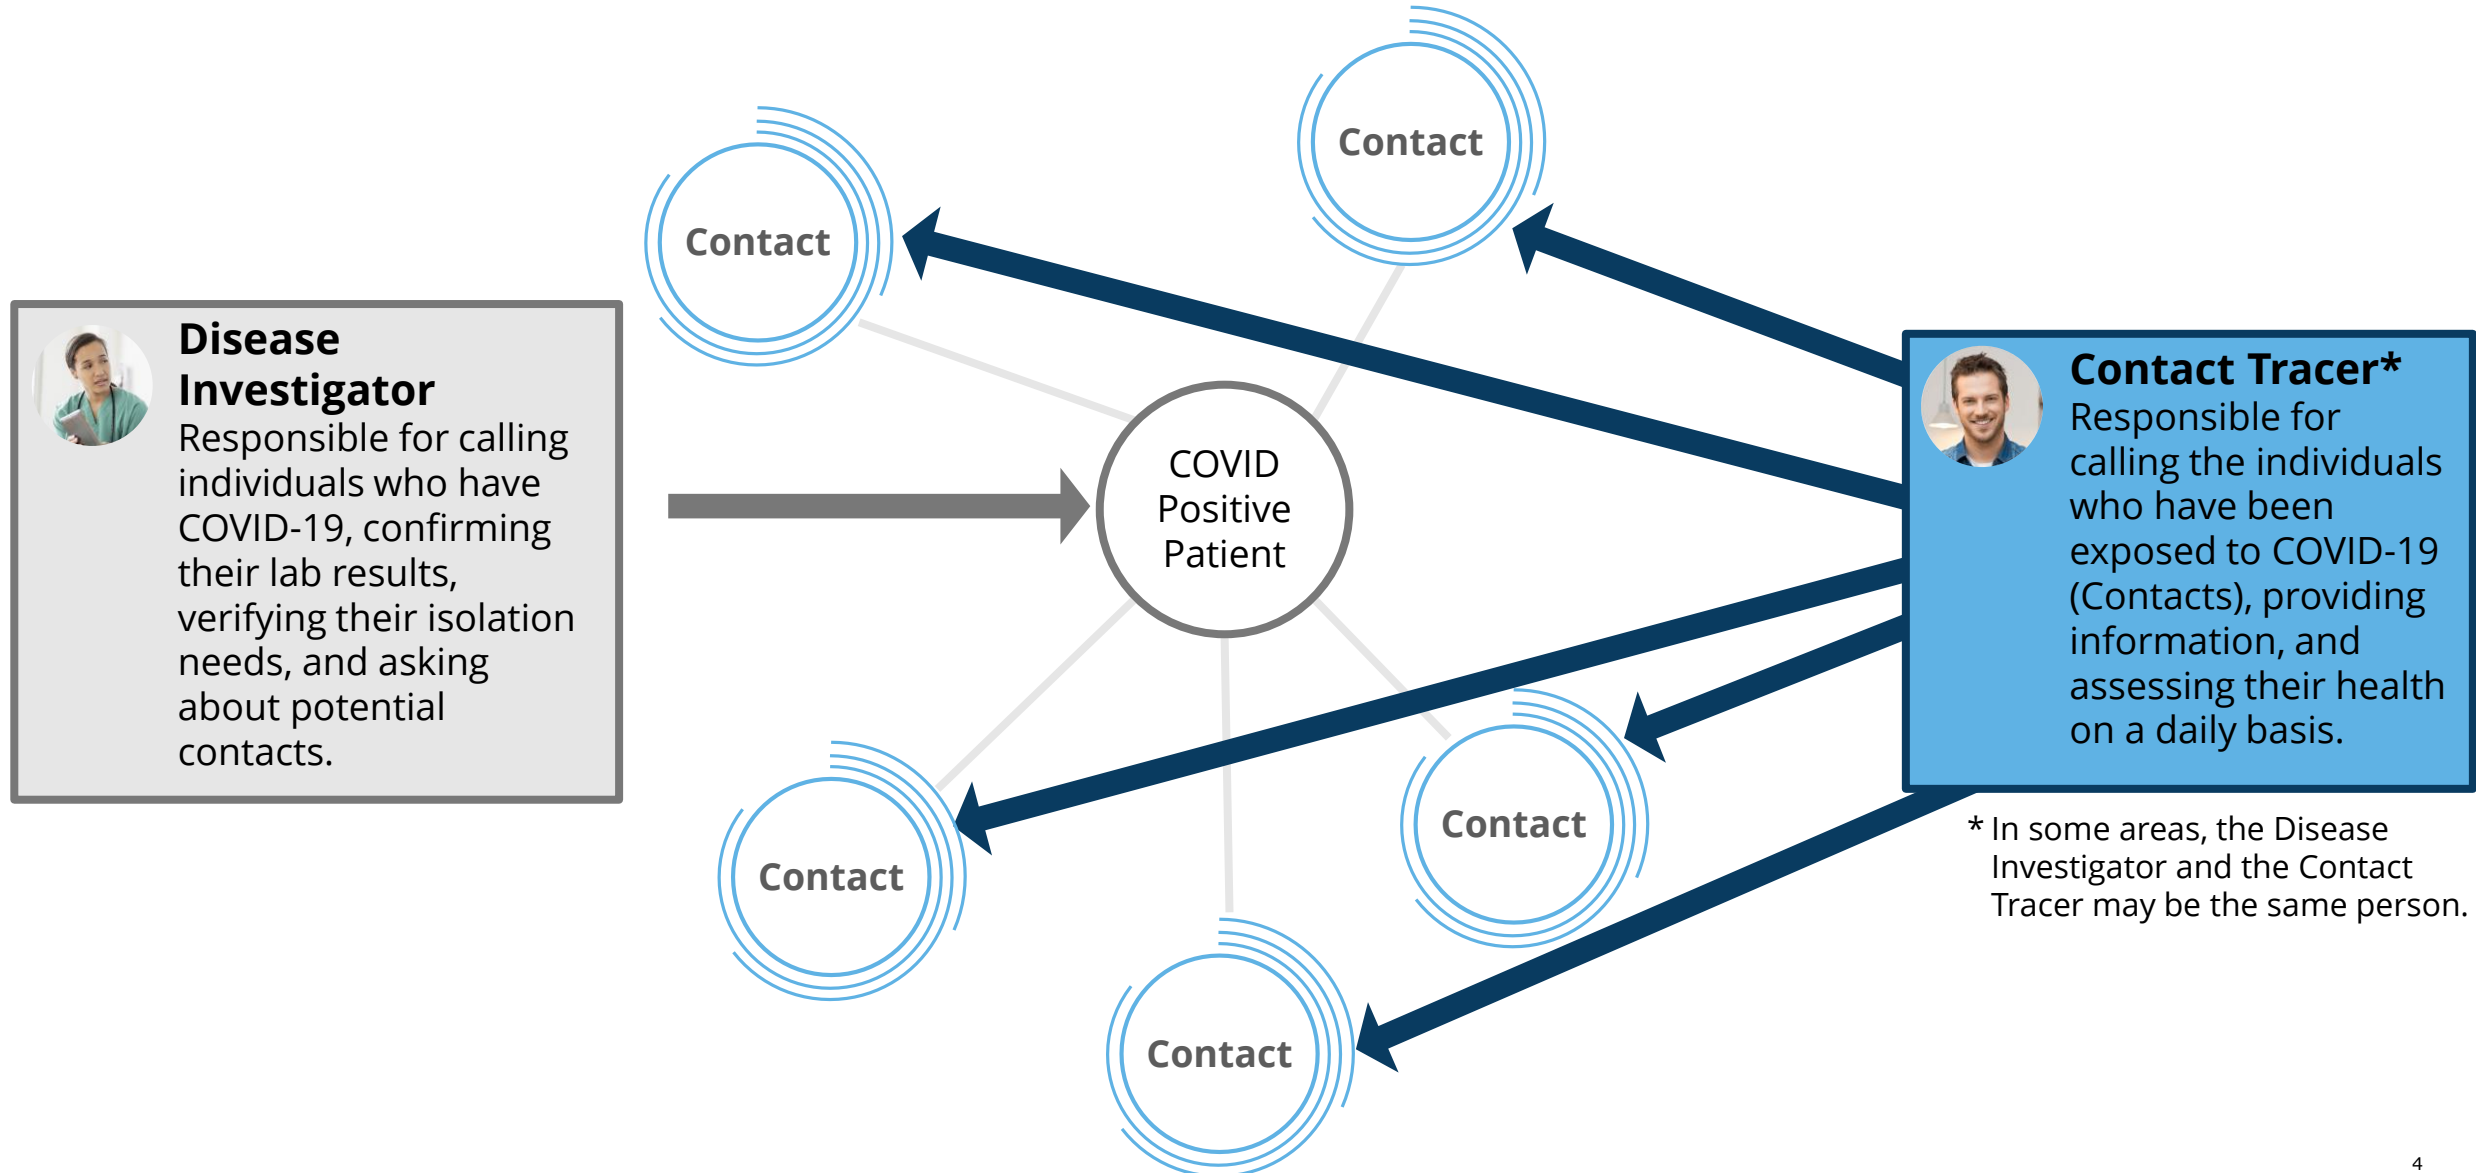 Contact
Contact
Disease
Investigator
Responsible for calling
individuals who have
COVID-19, confirming
their lab results,
verifying their isolation
needs, and asking
about potential
contacts.
COVID
Positive
Patient
Contact Tracer*
Responsible for
calling the individuals
who have been
exposed to COVID-19
(Contacts), providing
information, and
assessing their health
on a daily basis.
* In some areas, the Disease
Investigator and the Contact
Tracer may be the same person.
Contact
Contact
Contact
4